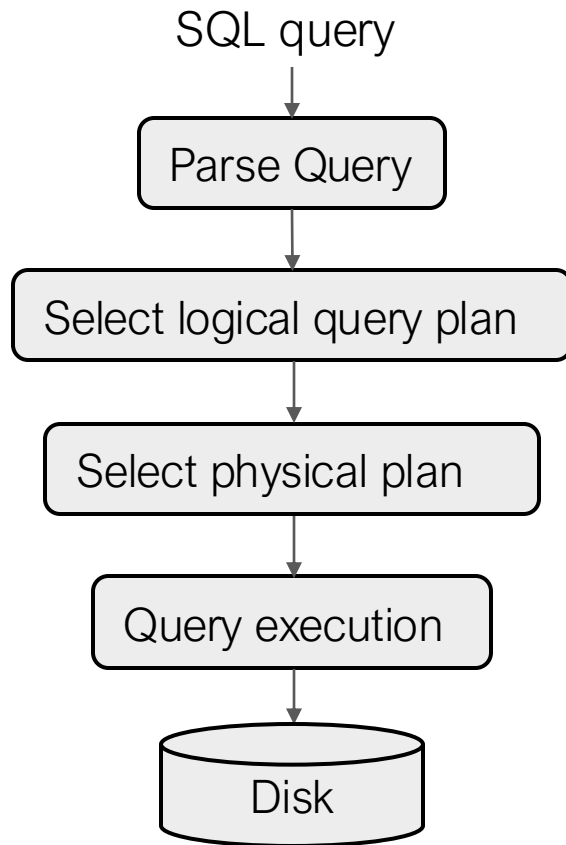 SQL query
Parse Query
Select logical query plan
Select physical plan
Query execution
Disk